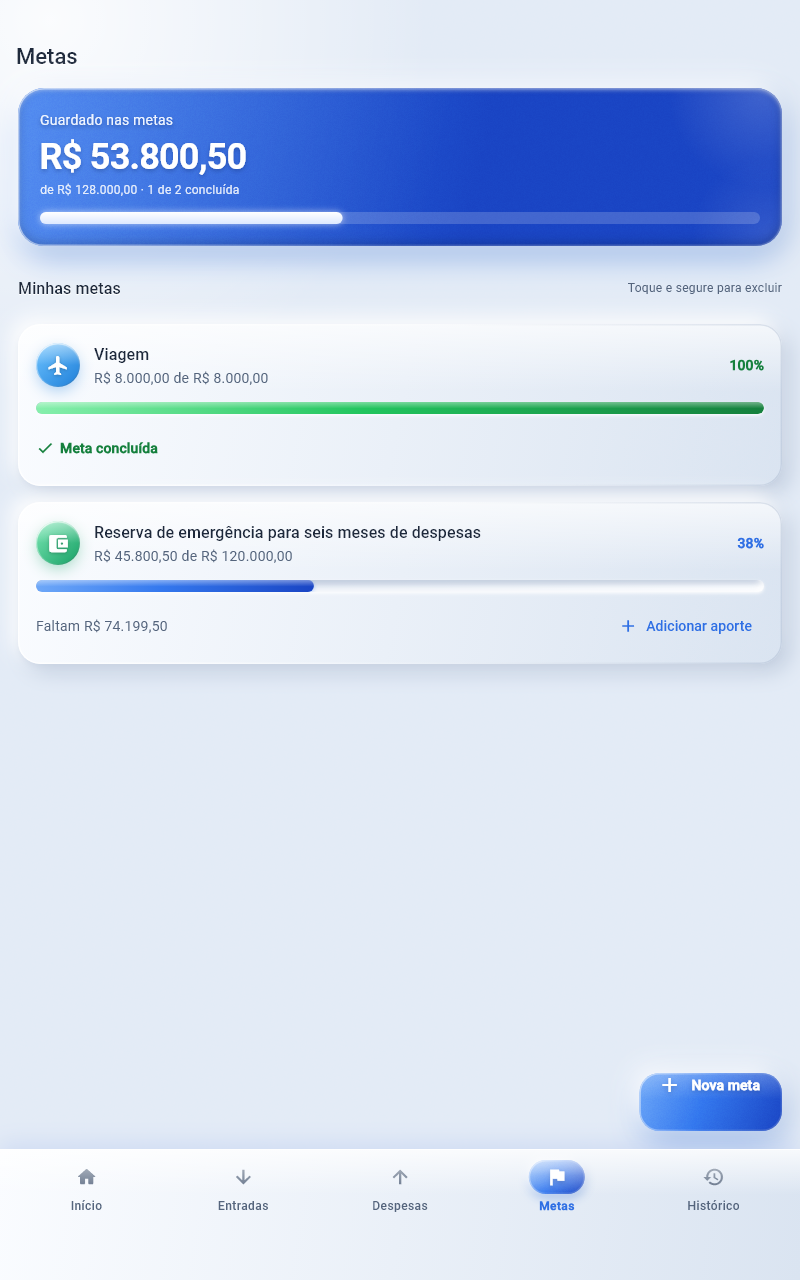 Metas
Guardado nas metas
R$ 53.800,50
de R$ 128.000,00 · 1 de 2 concluída
Minhas metas
Toque e segure para excluir
Viagem
R$ 8.000,00 de R$ 8.000,00
100%
Meta concluída
Reserva de emergência para seis meses de despesas
R$ 45.800,50 de R$ 120.000,00
38%
Faltam R$ 74.199,50
Adicionar aporte
Nova meta
Início
Entradas
Despesas
Metas
Histórico